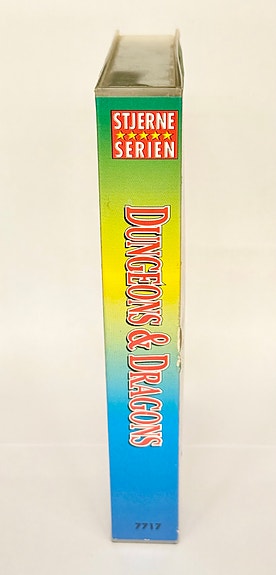 STJERNE
SERIEN
DUNGEONS & DRAGONS
7717